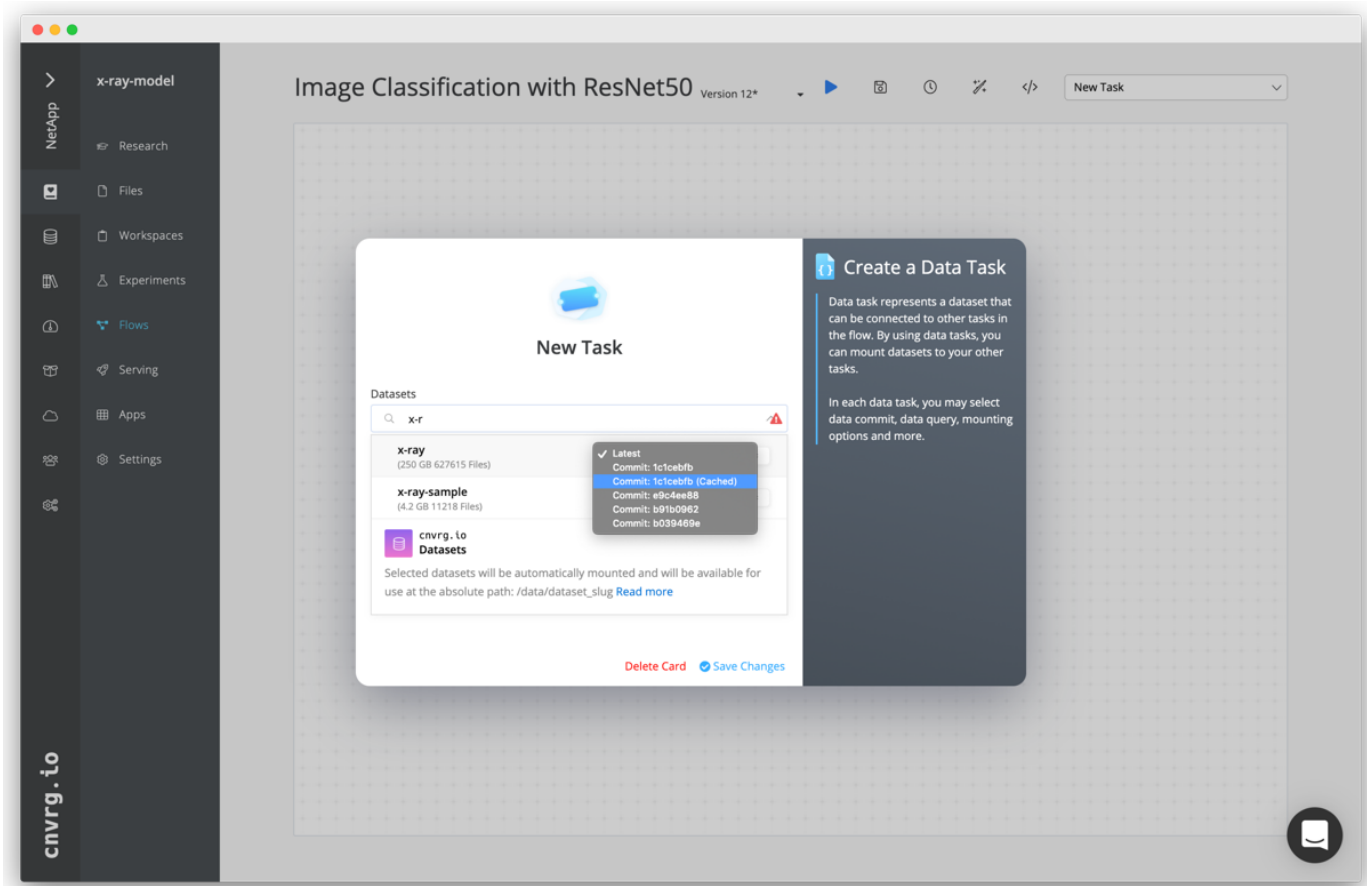 x-ray-model
NetApp
Research
Files
Workspaces
Experiments
Flows
Serving
Apps
Settings
cnvrg.io
Image Classification with ResNet50 Version 12*
New Task
New Task
Datasets
x-r
x-ray
(250 GB 627615 Files)
x-ray-sample
(4.2 GB 11218 Files)
✓ Latest
Commit: 1c1cebfb
Commit: 1c1cebfb (Cached)
Commit: e9c4ee88
Commit: b91b0962
Commit: b039469e
cnvrg.io
Datasets
Selected datasets will be automatically mounted and will be available for
use at the absolute path: /data/dataset_slug Read more
Delete Card
Save Changes
Create a Data Task
Data task represents a dataset that
can be connected to other tasks in
the flow. By using data tasks, you
can mount datasets to your other
tasks.
In each data task, you may select
data commit, data query, mounting
options and more.